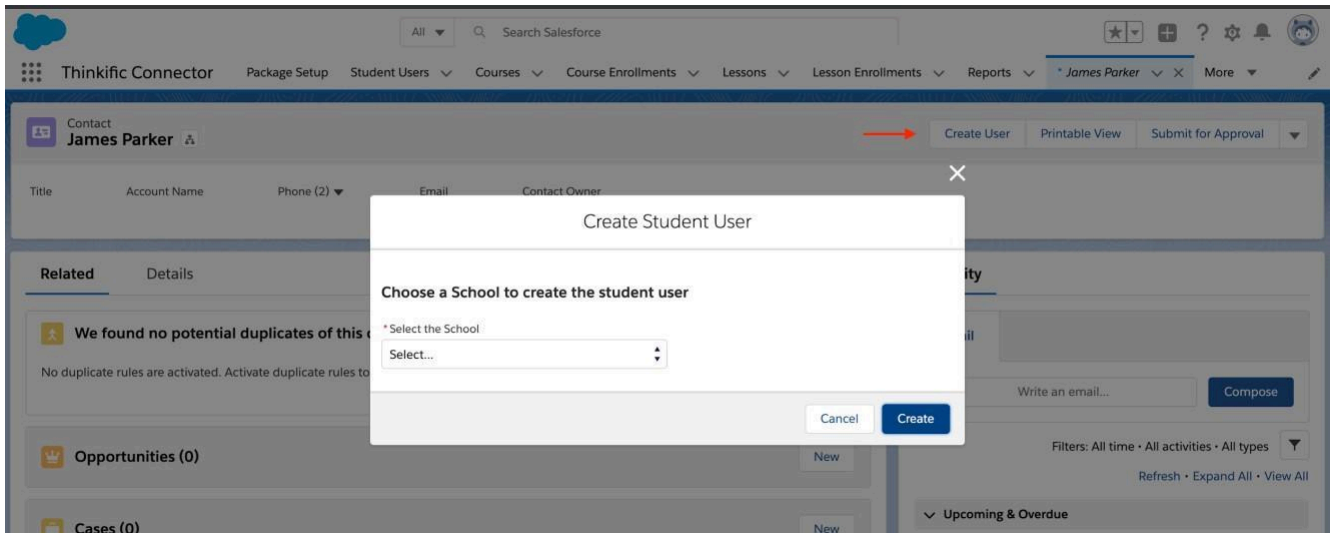 All
Search Salesforce
Thinkific Connector Package Setup Student Users Courses Course Enrollments Lessons Lesson Enrollments Reports * James Parker More
Contact
James Parker
Create User Printable View Submit for Approval
Title Account Name Phone (2) Email Contact Owner
Create Student User
Related Details
ity
Choose a School to create the student user
We found no potential duplicates of this
*Select the School
il
Select...
No duplicate rules are activated. Activate duplicate rules to
Write an email... Compose
Cancel Create
Opportunities (0) New
Filters: All time • All activities • All types
Refresh • Expand All • View All
Upcoming & Overdue
Cases (0) New